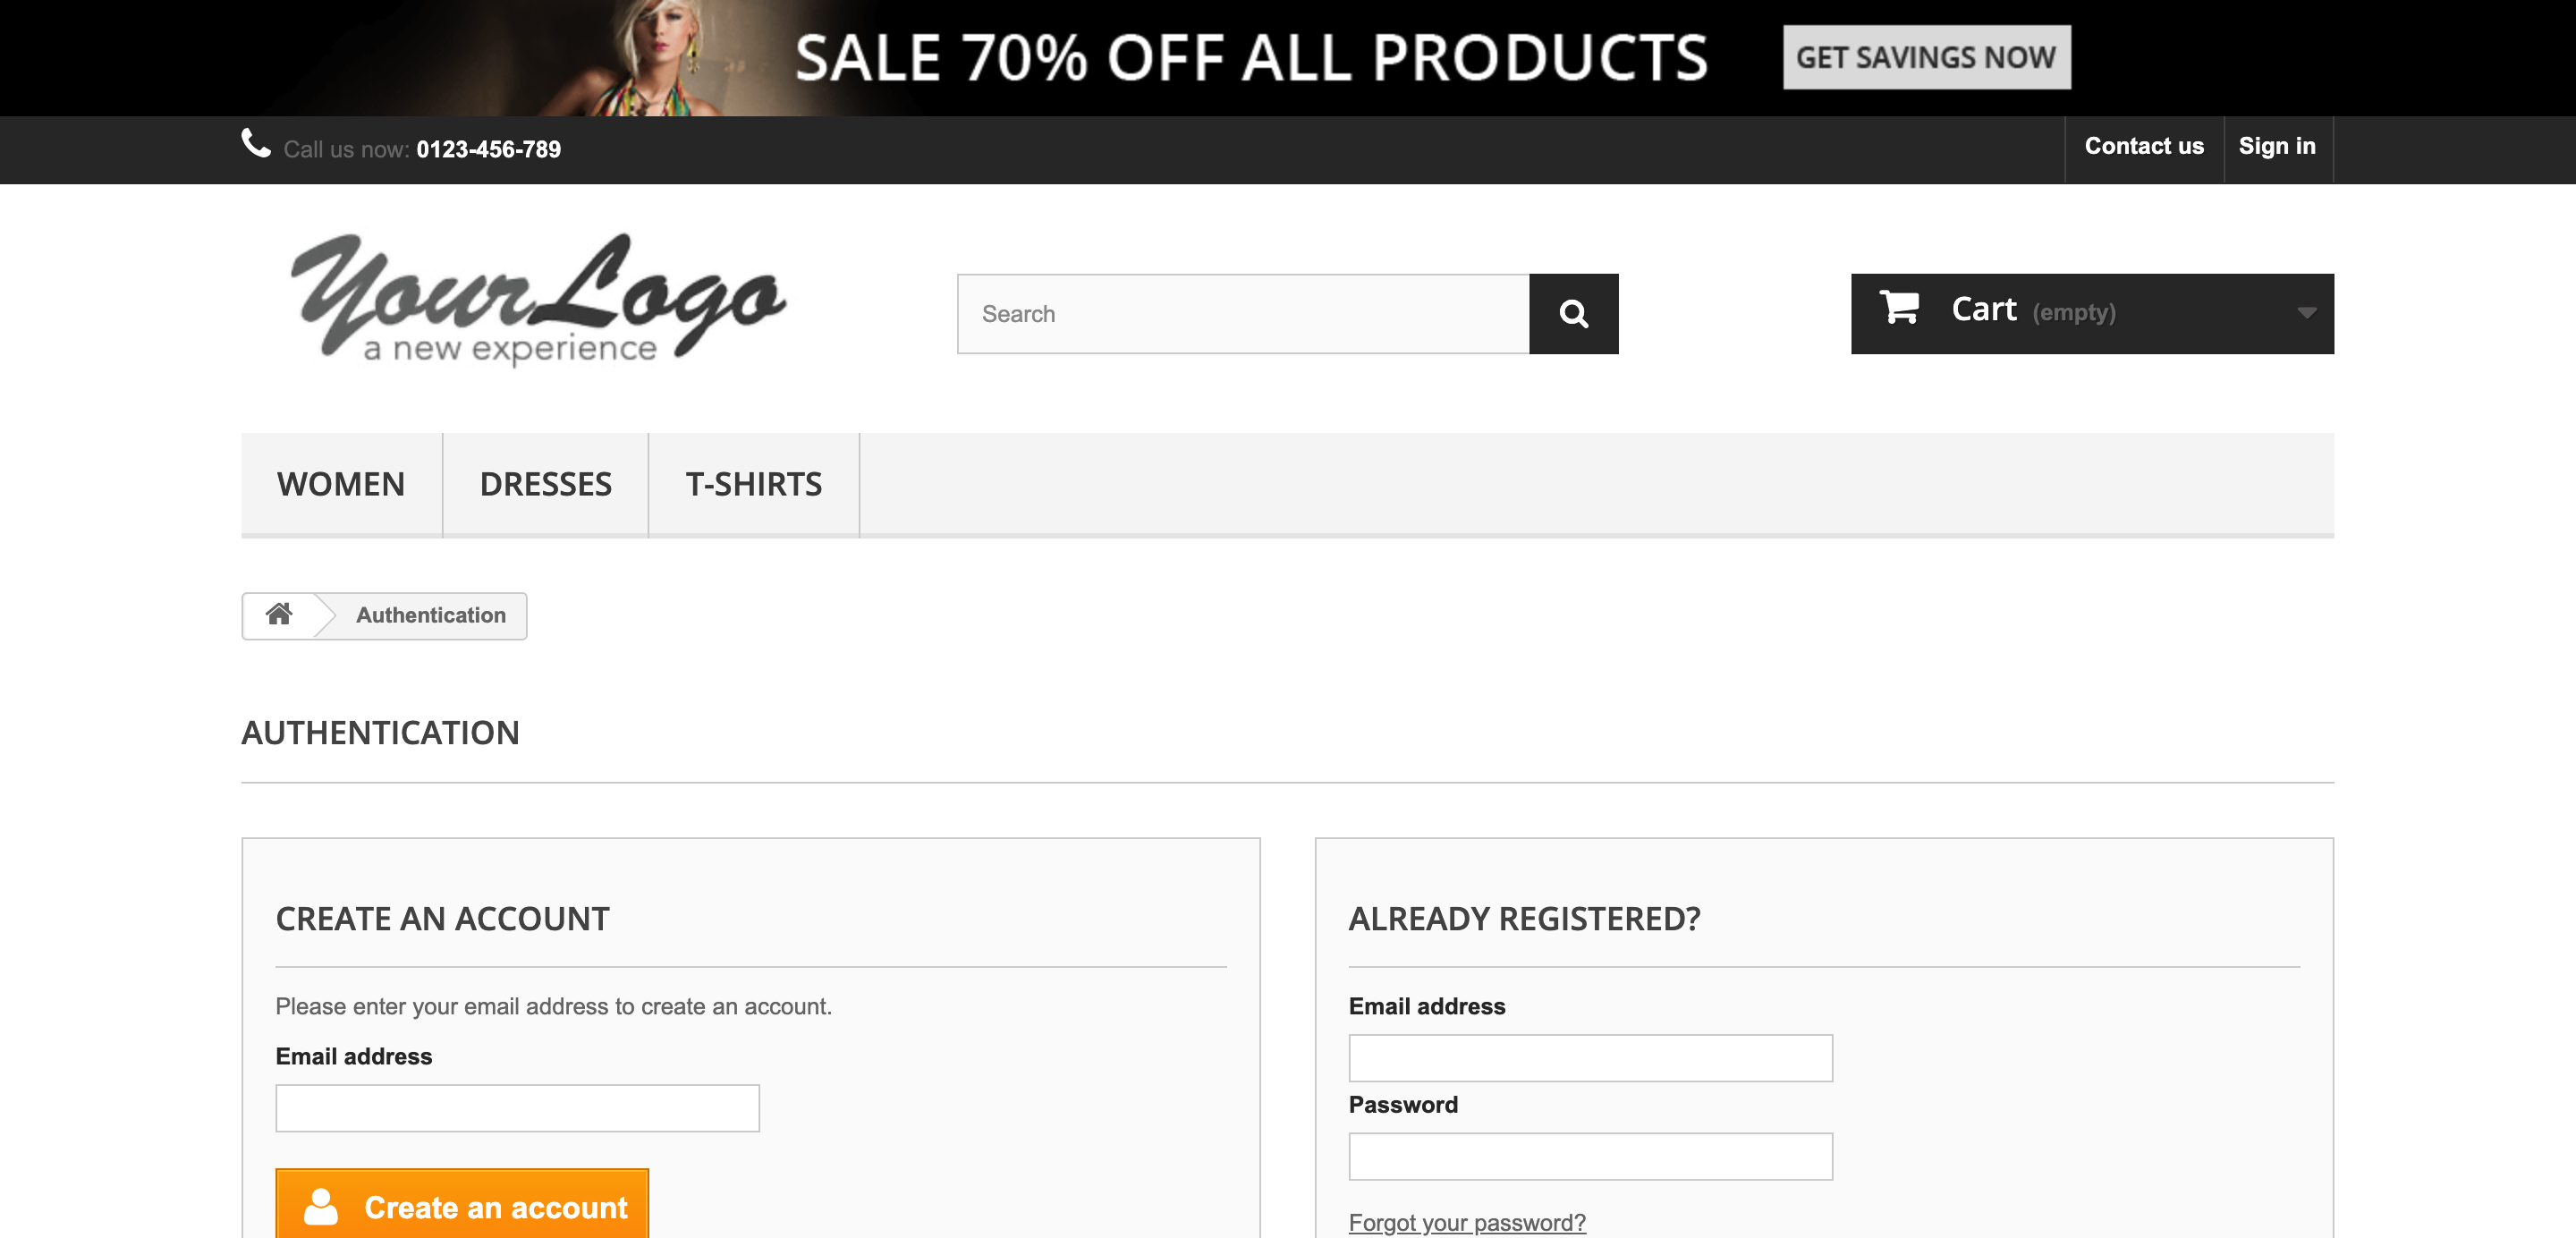 SALE 70% OFF ALL PRODUCTS GET SAVINGS NOW
Call us now: 0123-456-789 Contact us Sign in
Your Logo
a new experience
Search
Cart (empty)
WOMEN DRESSES T-SHIRTS
Authentication
AUTHENTICATION
CREATE AN ACCOUNT
Please enter your email address to create an account.
Email address
Create an account
ALREADY REGISTERED?
Email address
Password
Forgot your password?